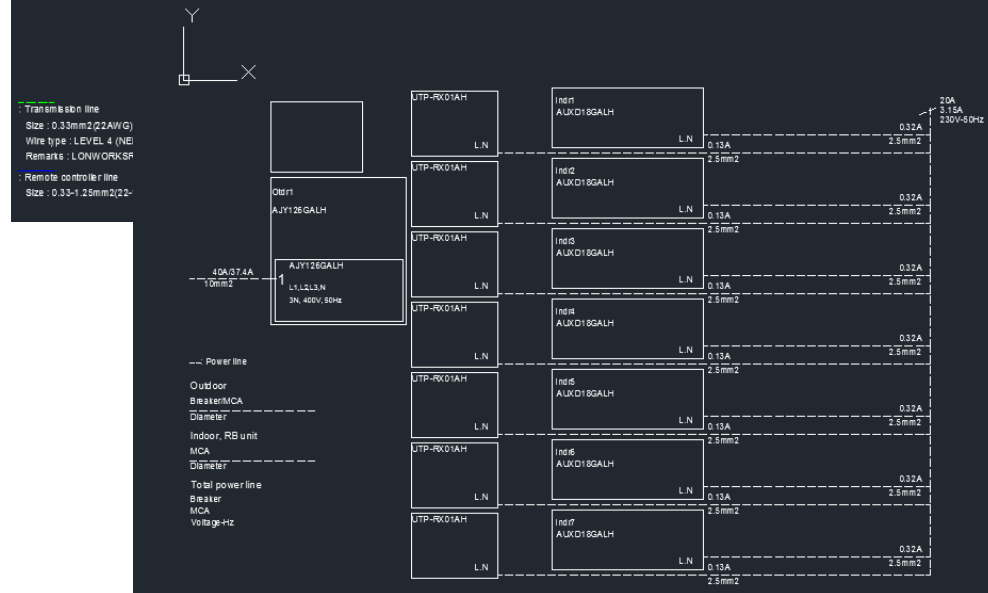 Y
X
: Transmission line
Size : 0.33mm2(22AWG)
Wire type : LEVEL 4 (NE
Remarks : LONWORKS
: Remote controller line
Size : 0.33-1.25mm2(22-
Otdr1
AJY126GALH
AJY126GALH
1
L1,L2,L3,N
3N, 400V, 50Hz
40A/37.4A
10mm2
---: Power line
Outdoor
Breaker/MCA
Diameter
Indoor, RB unit
MCA
Diameter
Total power line
Breaker
MCA
Voltage-Hz
20A
3.15A
230V-50Hz
UTP-RX01AH
L.N
Indr1
AUXD18GALH
L.N
0.32A
2.5mm2
0.13A
2.5mm2
UTP-RX01AH
L.N
Indr2
AUXD18GALH
L.N
0.32A
2.5mm2
0.13A
2.5mm2
UTP-RX01AH
L.N
Indr3
AUXD18GALH
L.N
0.32A
2.5mm2
0.13A
2.5mm2
UTP-RX01AH
L.N
Indr4
AUXD18GALH
L.N
0.32A
2.5mm2
0.13A
2.5mm2
UTP-RX01AH
L.N
Indr5
AUXD18GALH
L.N
0.32A
2.5mm2
0.13A
2.5mm2
UTP-RX01AH
L.N
Indr6
AUXD18GALH
L.N
0.32A
2.5mm2
0.13A
2.5mm2
UTP-RX01AH
L.N
Indr7
AUXD18GALH
L.N
0.32A
2.5mm2
0.13A
2.5mm2